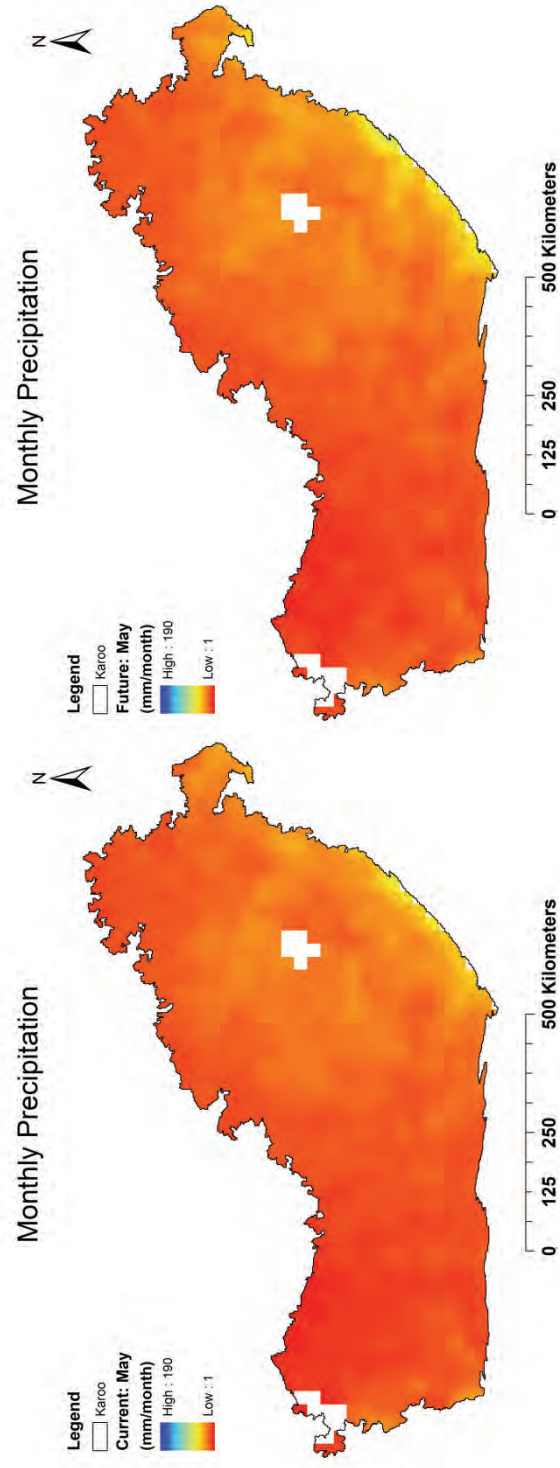 Monthly Precipitation
N
Legend
Karoo
Current: May
(mm/month)
High : 190
Low : 1
0 125 250 500 Kilometers
Monthly Precipitation
N
Legend
Karoo
Future: May
(mm/month)
High : 190
Low : 1
0 125 250 500 Kilometers